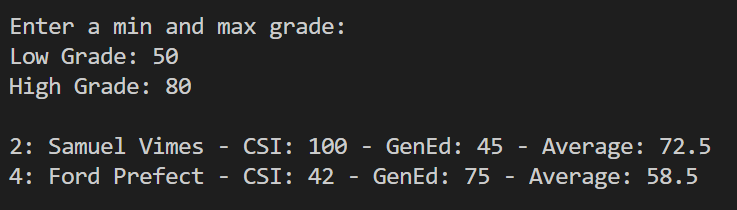 Enter a min and max grade:
Low Grade: 50
High Grade: 80
2: Samuel Vimes - CSI: 100 - GenEd: 45 - Average: 72.5
4: Ford Prefect - CSI: 42 - GenEd: 75 - Average: 58.5